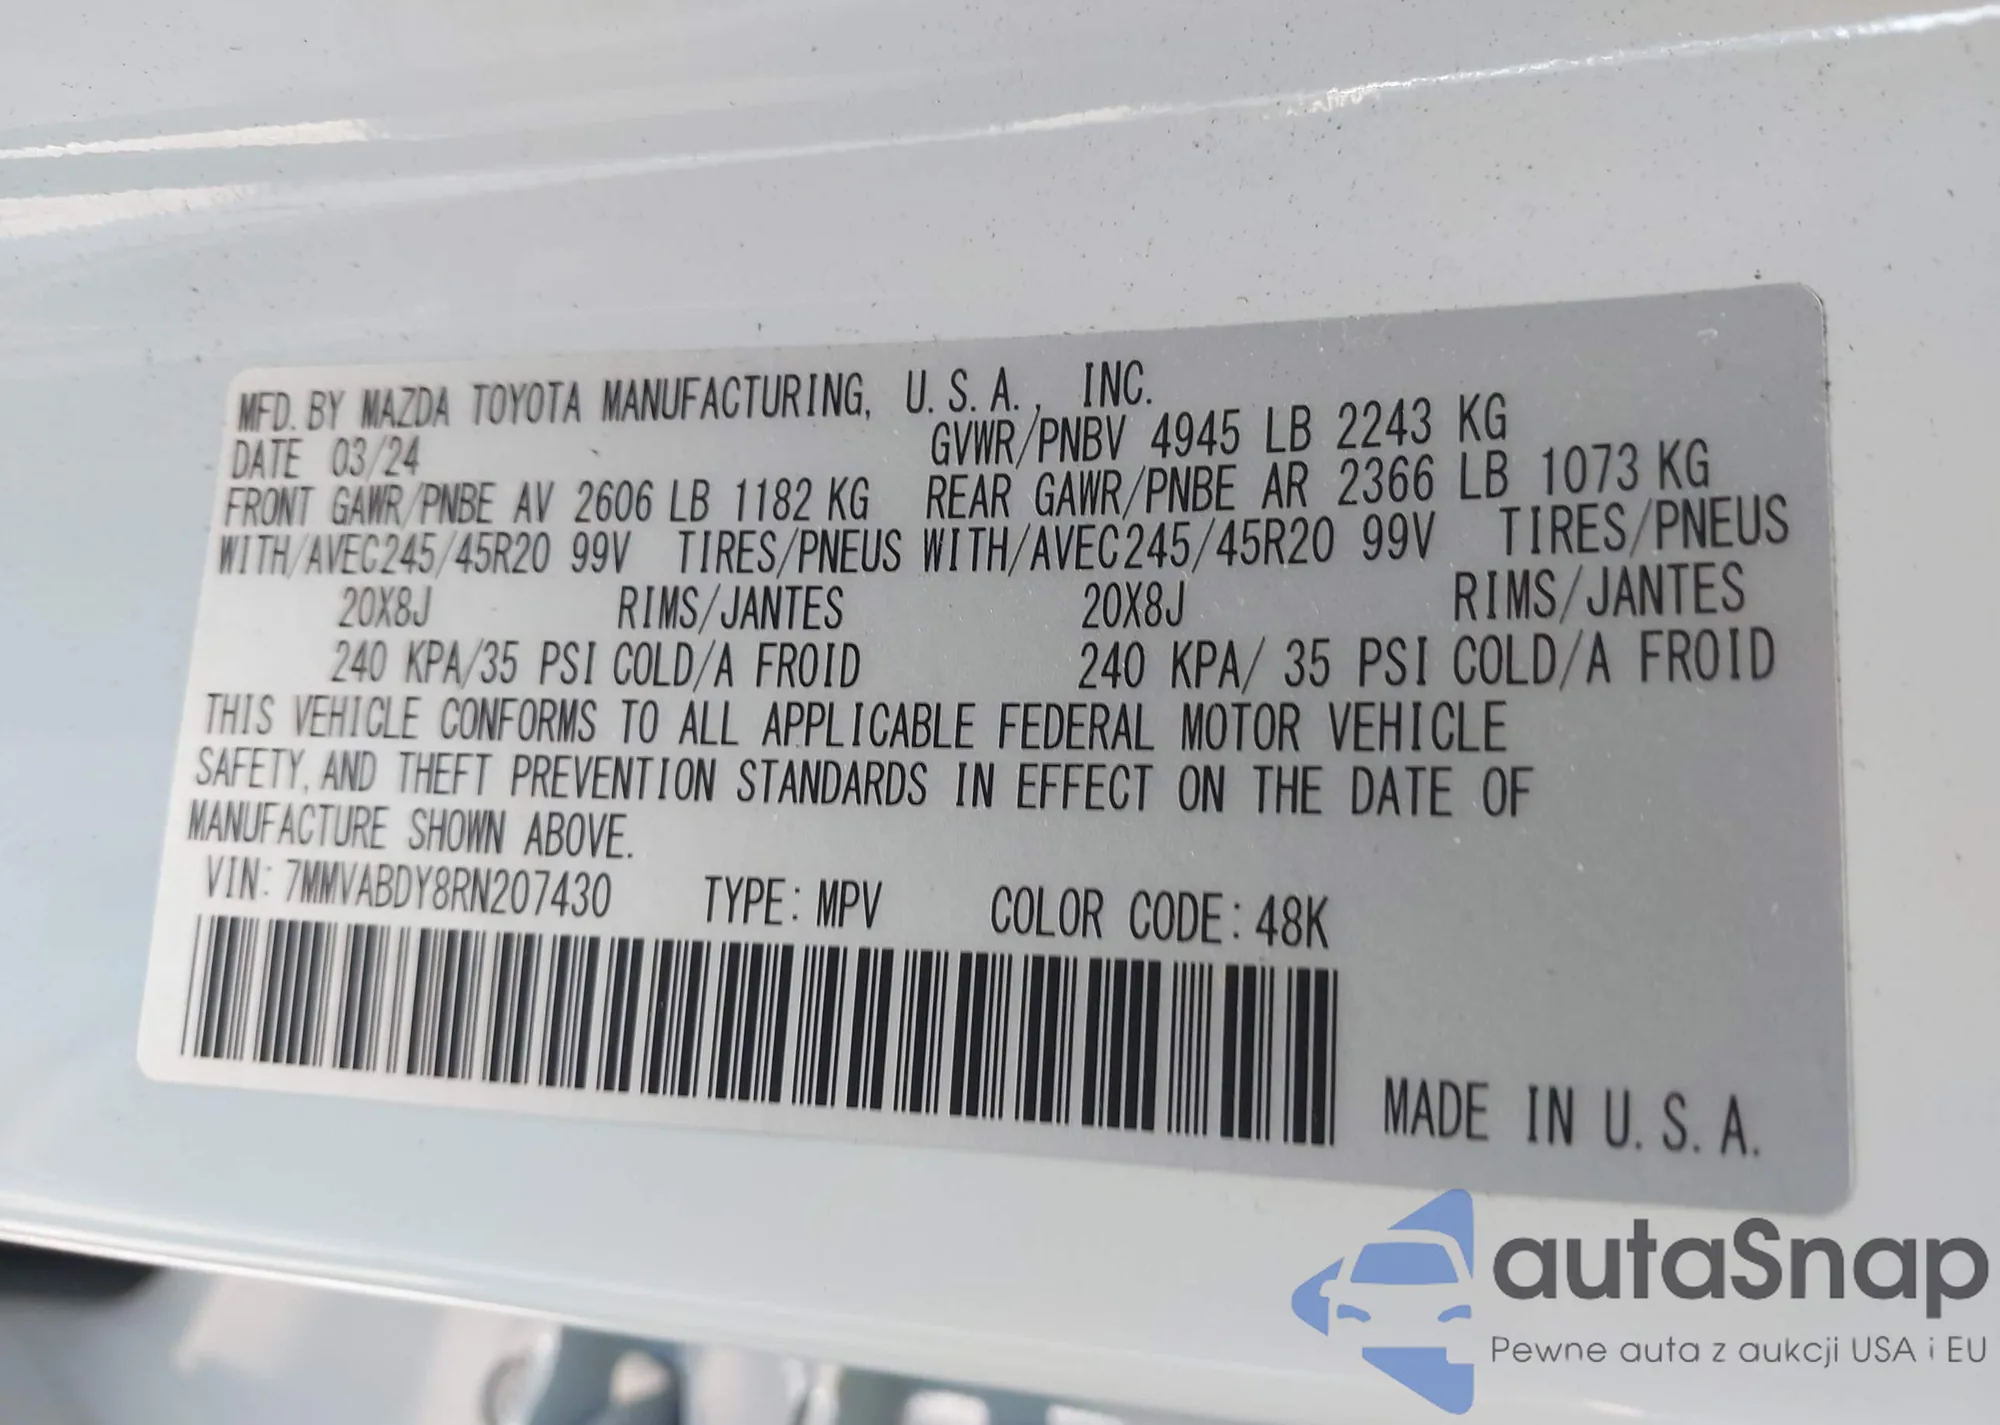 MFD. BY MAZDA TOYOTA MANUFACTURING, U.S.A., INC.
DATE 03/24 GVWR/PNBV 4945 LB 2243 KG
FRONT GAWR/PNBE AV 2606 LB 1182 KG REAR GAWR/PNBE AR 2366 LB 1073 KG
WITH/AVEC245/45R20 99V TIRES/PNEUS WITH/AVEC245/45R20 99V TIRES/PNEUS
20X8J RIMS/JANTES 20X8J RIMS/JANTES
240 KPA/35 PSI COLD/A FROID 240 KPA/ 35 PSI COLD/A FROID
THIS VEHICLE CONFORMS TO ALL APPLICABLE FEDERAL MOTOR VEHICLE
SAFETY, AND THEFT PREVENTION STANDARDS IN EFFECT ON THE DATE OF
MANUFACTURE SHOWN ABOVE.
VIN: 7MMVABDY8RN207430 TYPE: MPV COLOR CODE: 48K
MADE IN U.S.A.
autaSnap
Pewne auta z aukcji USA i EU